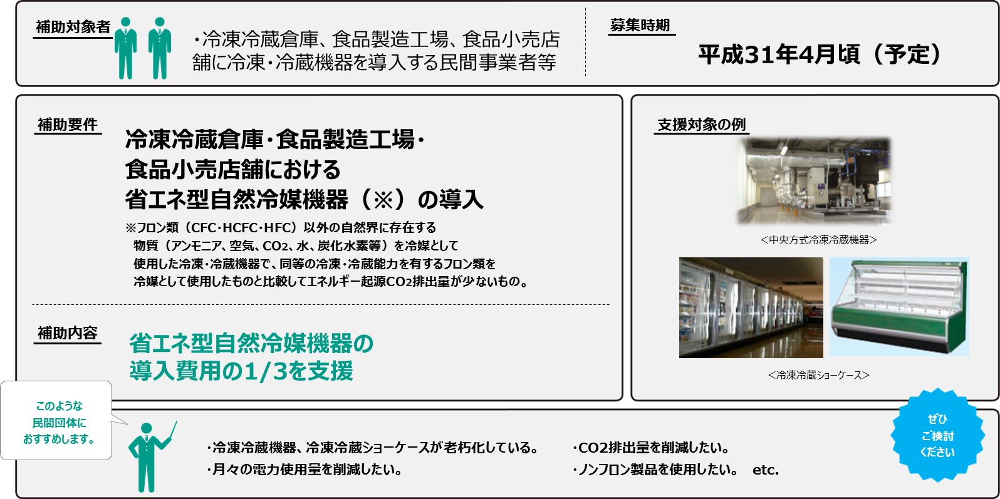 補助対象者
・冷凍冷蔵倉庫、食品製造工場、食品小売店
舗に冷凍・冷蔵機器を導入する民間事業者等
募集時期
平成31年4月頃（予定）
補助要件
冷凍冷蔵倉庫・食品製造工場・
食品小売店舗における
省エネ型自然冷媒機器（※）の導入
※フロン類（CFC・HCFC・HFC）以外の自然界に存在する
物質（アンモニア、空気、CO2、水、炭化水素等）を冷媒として
使用した冷凍・冷蔵機器で、同等の冷凍・冷蔵能力を有するフロン類を
冷媒として使用したものと比較してエネルギー起源CO2排出量が少ないもの。
補助内容
省エネ型自然冷媒機器の
導入費用の1/3を支援
支援対象の例
＜中央方式冷凍冷蔵機器＞
＜冷凍冷蔵ショーケース＞
このような
民間団体に
おすすめします。
・冷凍冷蔵機器、冷凍冷蔵ショーケースが老朽化している。
・月々の電力使用量を削減したい。
・CO2排出量を削減したい。
・ノンフロン製品を使用したい。 etc.
ぜひ
ご検討
ください